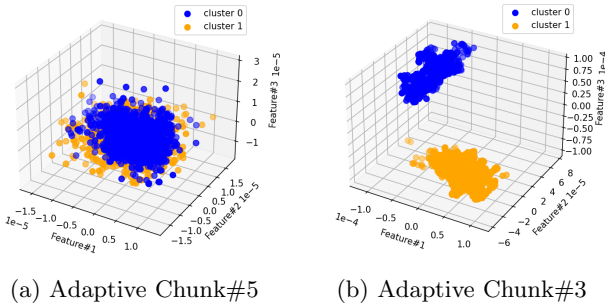 cluster 0
cluster 1
3
2
1
0
−1
Feature#3 1e−5
1.5
1.0
0.5
0.0
−0.5
−1.0
−1.5
Feature#2 1e−5
−1.5
−1.0
−0.5
0.0
0.5
1.0
1e−5
Feature#1
cluster 0
cluster 1
1.00
0.75
0.50
0.25
0.00
−0.25
−0.50
−0.75
−1.00
Feature#3 1e−4
8
6
4
2
0
−2
−4
−6
Feature#2 1e−5
−1.0
−0.5
0.0
0.5
1.0
1e−4
Feature#1
(a) Adaptive Chunk#5
(b) Adaptive Chunk#3